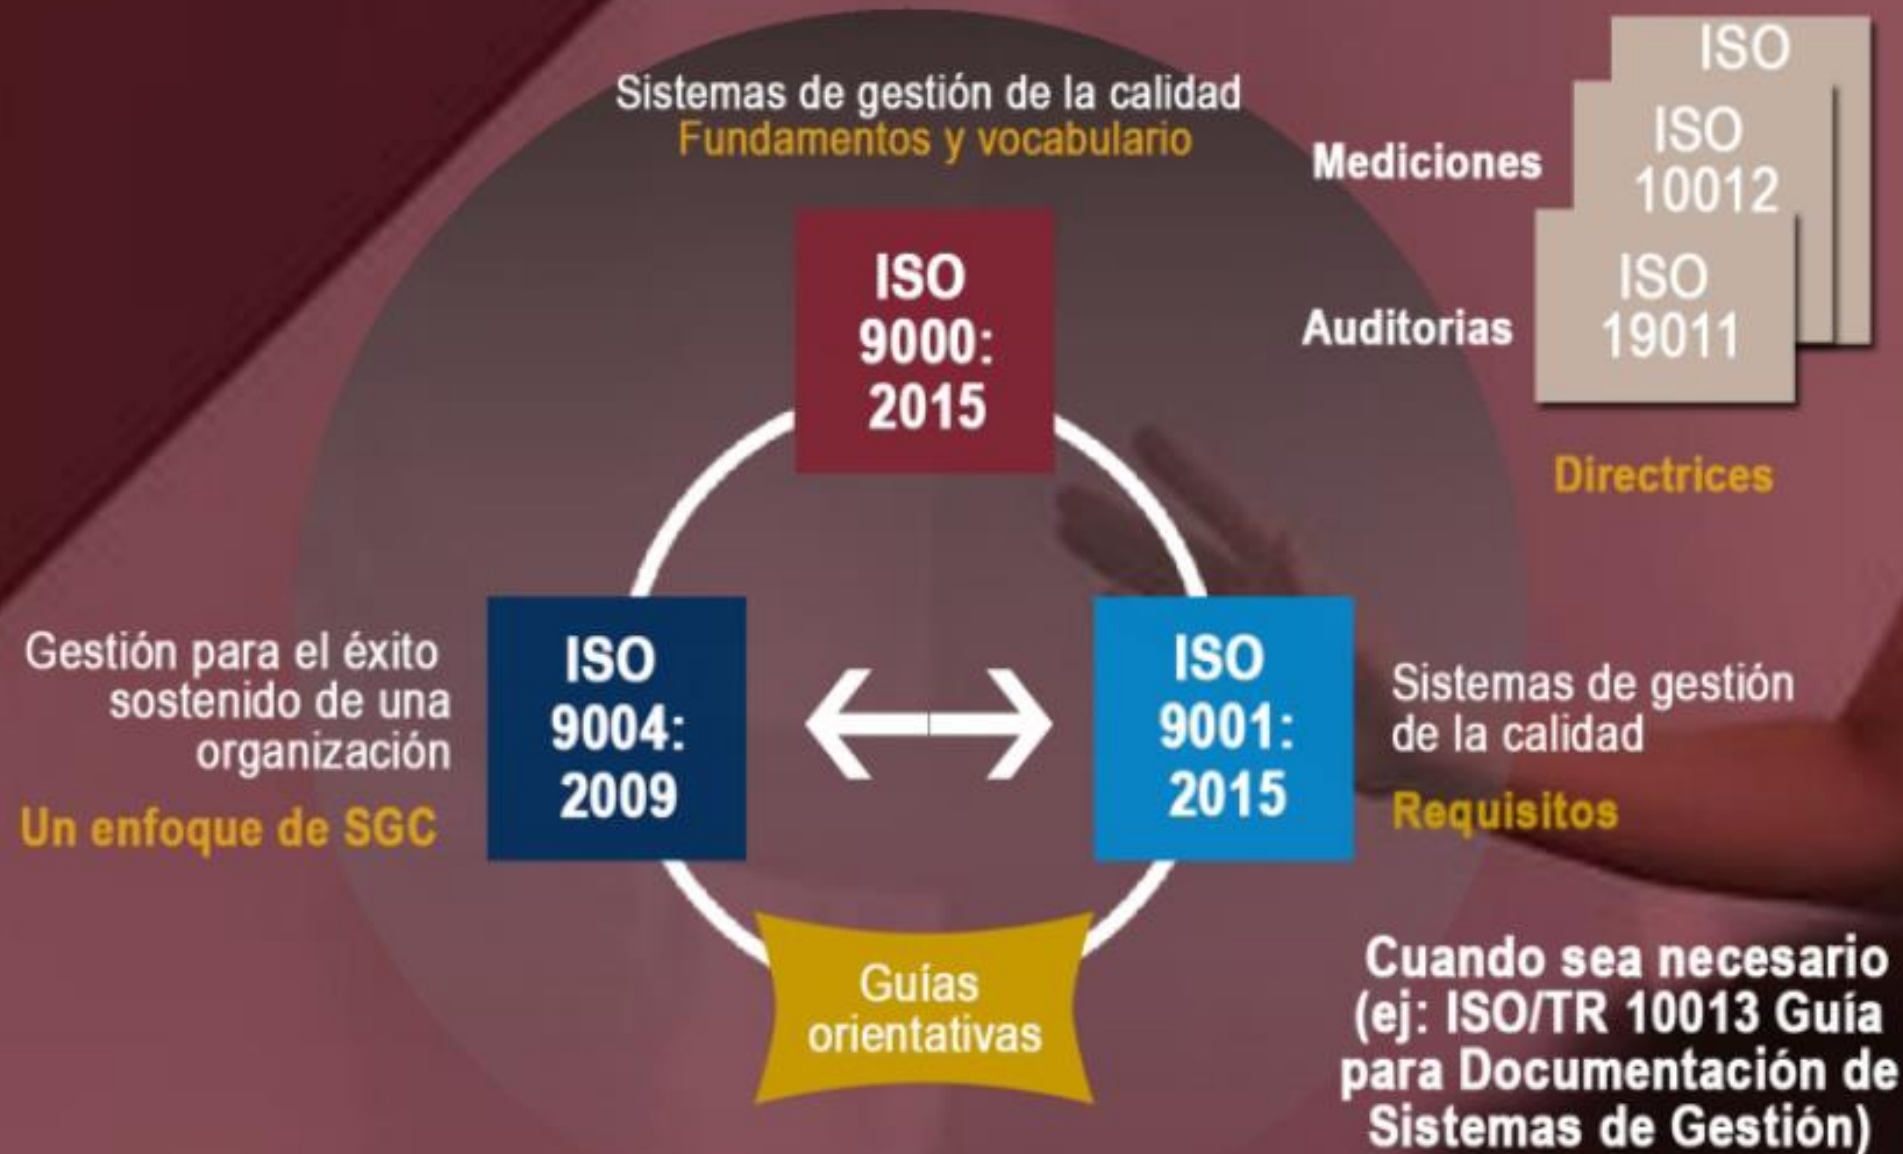 Sistemas de gestión de la calidad
Fundamentos y vocabulario
ISO
9000:
2015
ISO
Mediciones
ISO
10012
Auditorias
ISO
19011
Directrices
Gestión para el éxito
sostenido de una
organización
Un enfoque de SGC
ISO
9004:
2009
ISO
9001:
2015
Sistemas de gestión
de la calidad
Requisitos
Guías
orientativas
Cuando sea necesario
(ej: ISO/TR 10013 Guía
para Documentación de
Sistemas de Gestión)